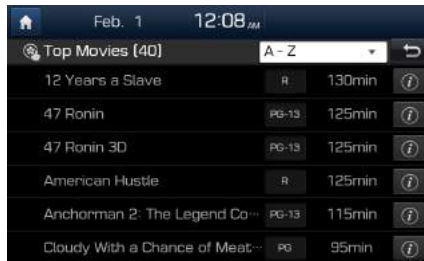 Feb. 1 12:08 AM
Top Movies (40) A - Z
12 Years a Slave R 130min
47 Ronin PG-13 125min
47 Ronin 3D PG-13 125min
American Hustle R 125min
Anchorman 2: The Legend Co··· PG-13 115min
Cloudy With a Chance of Meat··· PG 95min